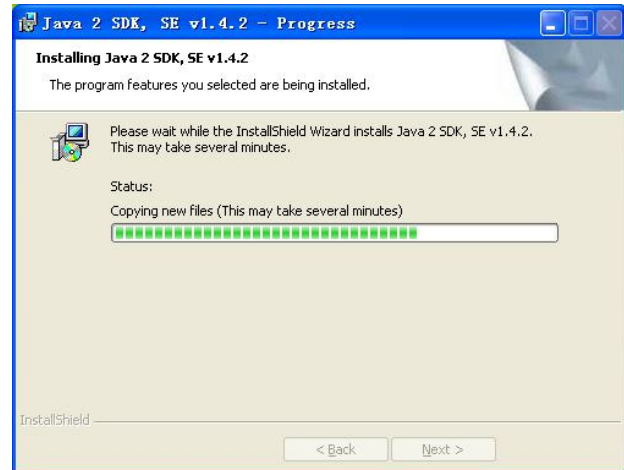 Java 2 SDK, SE v1.4.2 - Progress
Installing Java 2 SDK, SE v1.4.2
The program features you selected are being installed.
Please wait while the InstallShield Wizard installs Java 2 SDK, SE v1.4.2.
This may take several minutes.
Status:
Copying new files (This may take several minutes)
InstallShield
< Back Next >